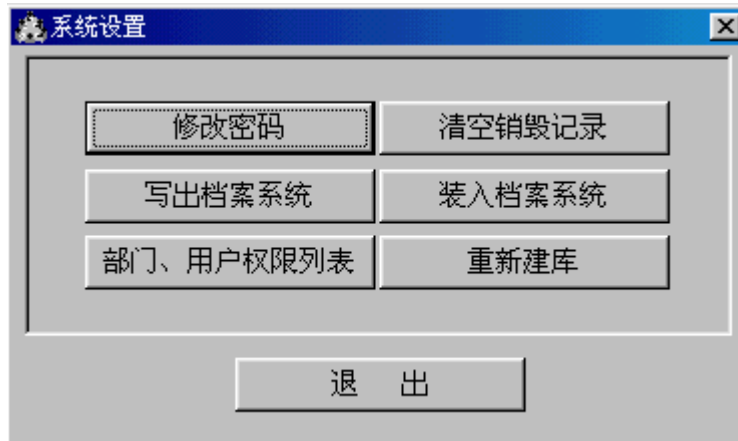 系统设置
修改密码 清空销毁记录
写出档案系统 装入档案系统
部门、用户权限列表 重新建库
退 出